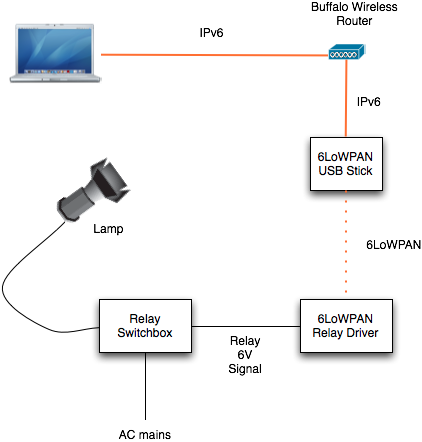 Buffalo Wireless
Router
IPv6
IPv6
6LoWPAN
USB Stick
Lamp
6LoWPAN
Relay
Switchbox
6LoWPAN
Relay Driver
Relay
6V
Signal
AC mains